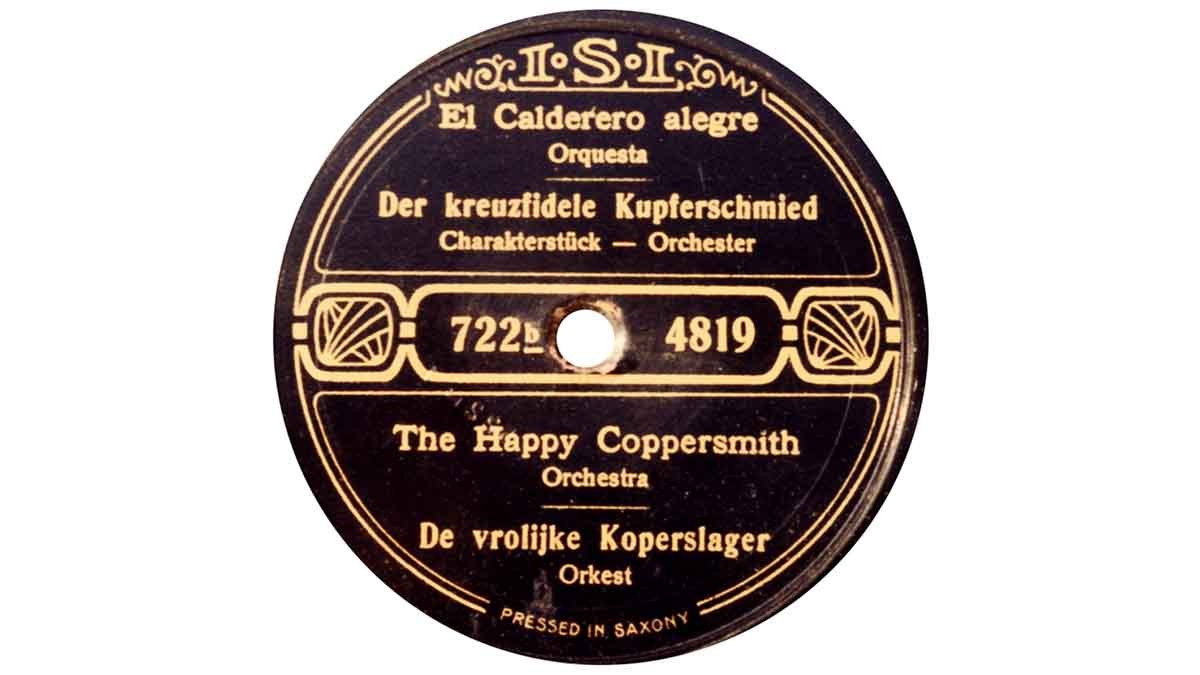 I·S·I
El Calderero alegre
Orquesta
Der kreuzfidele Kupferschmied
Charakterstück — Orchester
722b 4819
The Happy Coppersmith
Orchestra
De vrolijke Koperslager
Orkest
PRESSED IN SAXONY